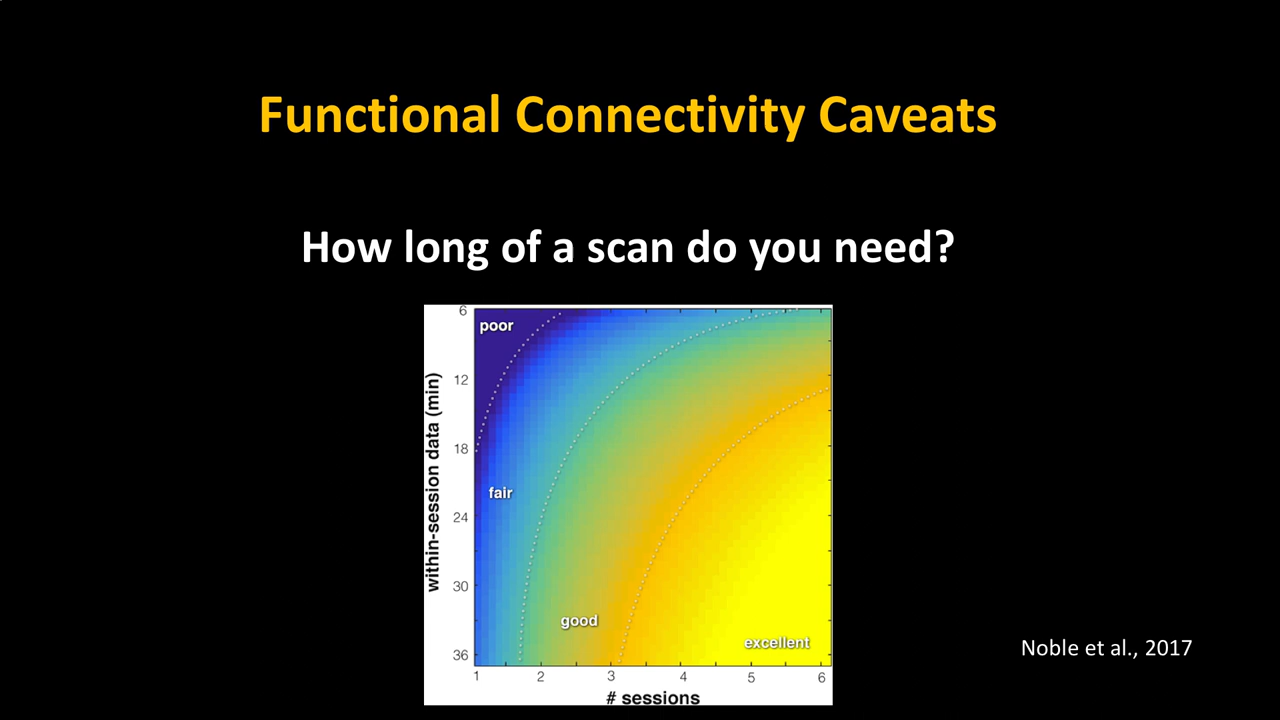 Functional Connectivity Caveats
How long of a scan do you need?
6
poor
12
within-session data (min)
18
fair
24
30
good
excellent
36
1 2 3 4 5 6
# sessions
Noble et al., 2017